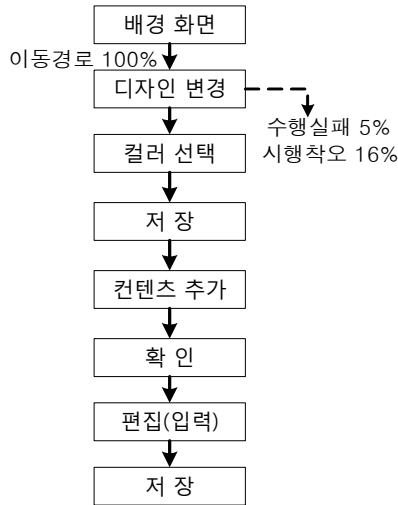 배경 화면
이동경로 100%
디자인 변경
수행실패 5%
시행착오 16%
컬러 선택
저 장
컨텐츠 추가
확 인
편집(입력)
저 장